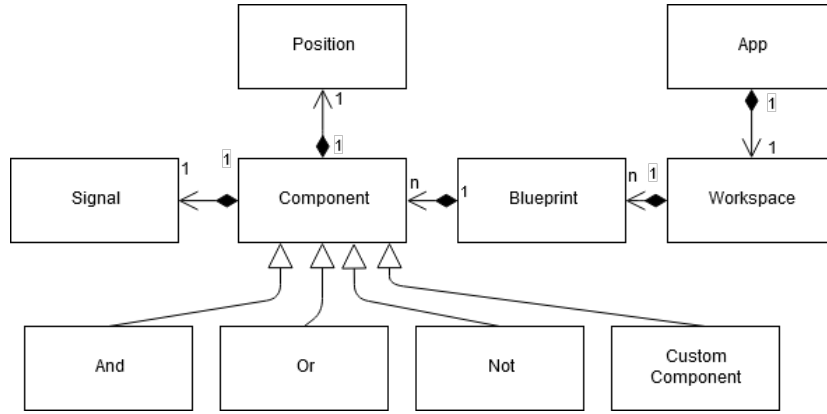 Position
App
1
1
1
1
1
1
1
n
1
n
1
Signal
Component
Blueprint
Workspace
And
Or
Not
Custom
Component